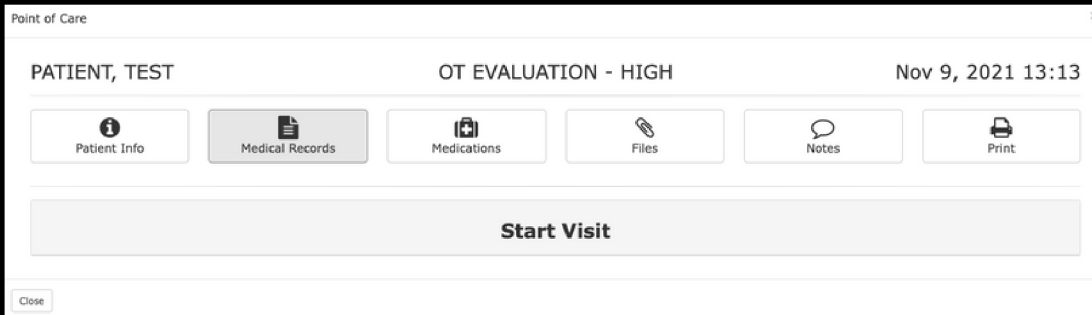 Point of Care
PATIENT, TEST OT EVALUATION - HIGH Nov 9, 2021 13:13
Patient Info Medical Records Medications Files Notes Print
Start Visit
Close